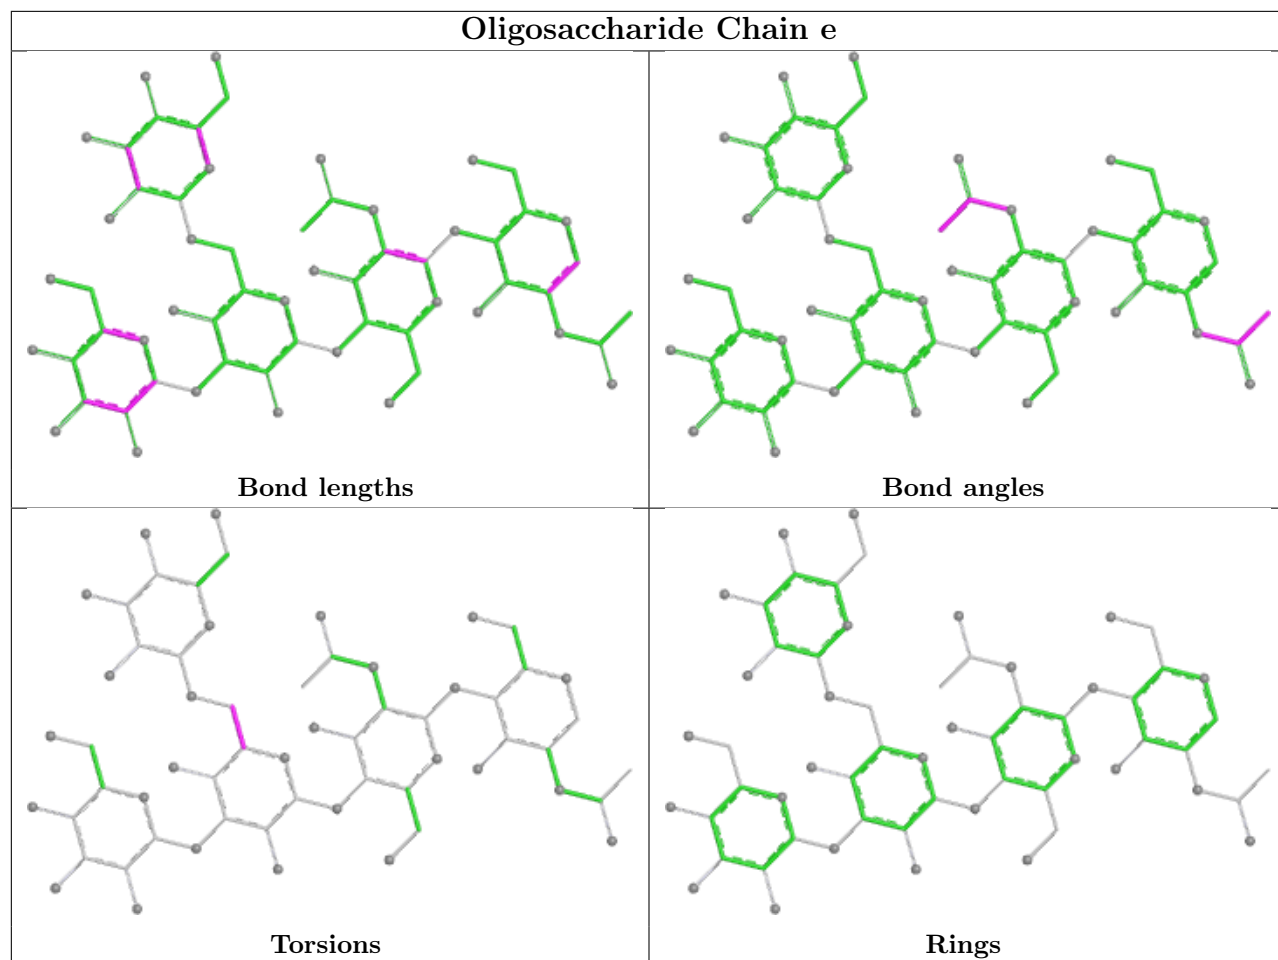 Oligosaccharide Chain e
Bond lengths
Bond angles
Torsions
Rings